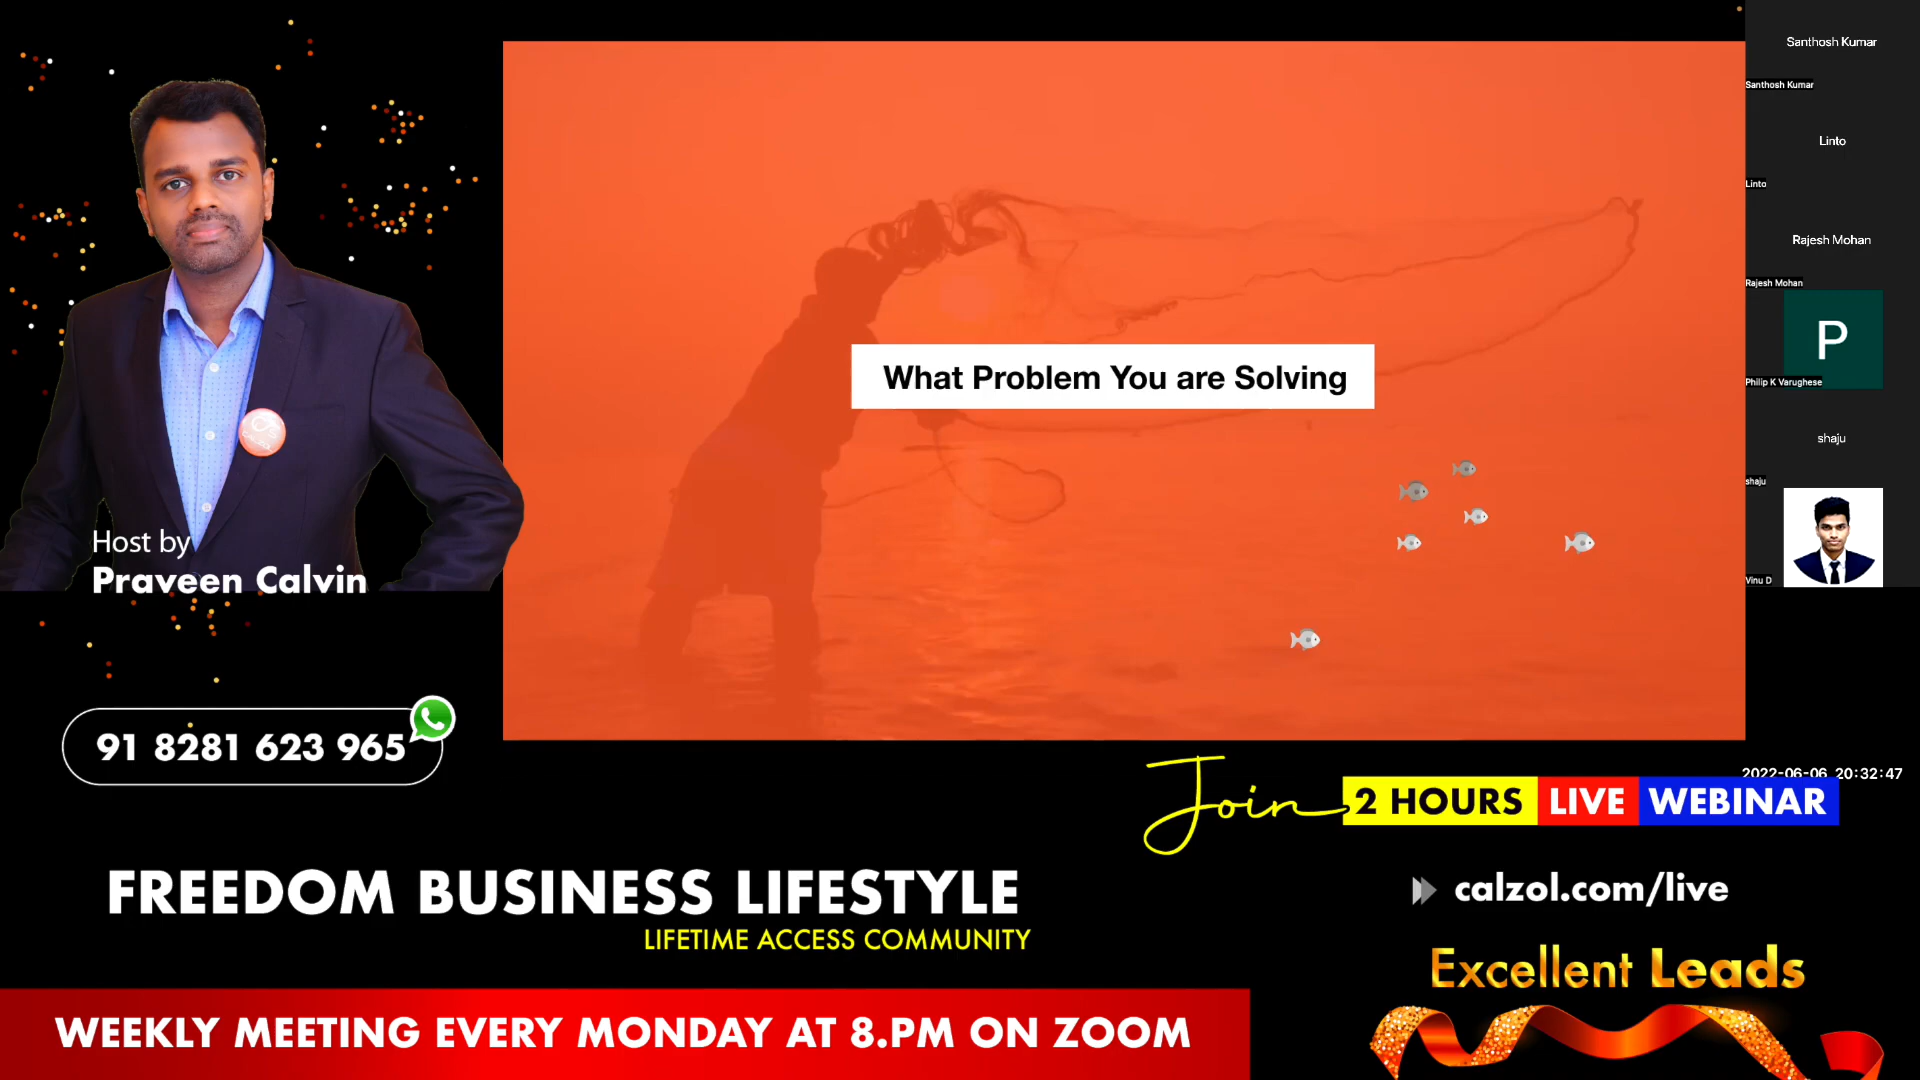 Host by
Praveen Calvin
91 8281 623 965
What Problem You are Solving
Santhosh Kumar
Santhosh Kumar
Linto
Linto
Rajesh Mohan
Rajesh Mohan
P
Philip K Varughese
shaju
shaju
Vinu D
2022-06-06 20:32:47
Join 2 HOURS LIVE WEBINAR
calzol.com/live
FREEDOM BUSINESS LIFESTYLE
LIFETIME ACCESS COMMUNITY
Excellent Leads
WEEKLY MEETING EVERY MONDAY AT 8.PM ON ZOOM